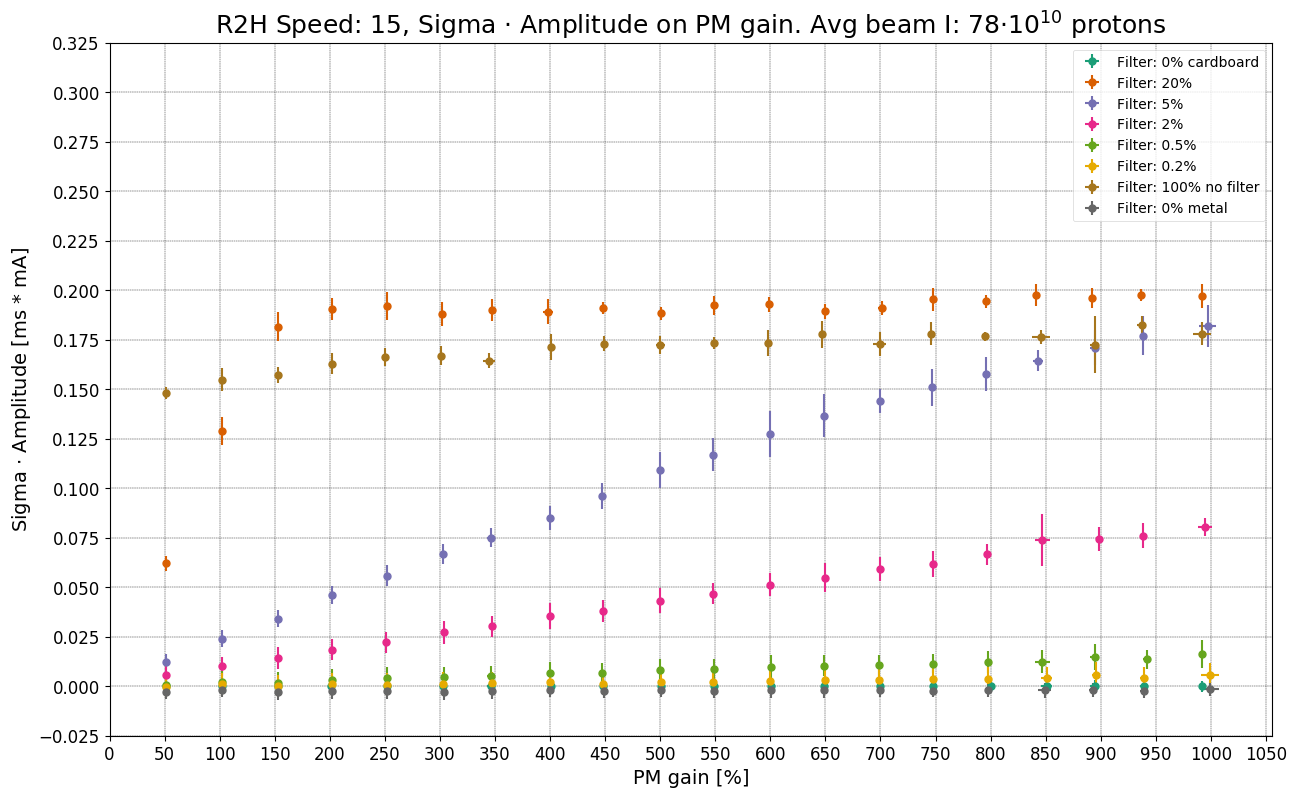 R2H Speed: 15, Sigma · Amplitude on PM gain. Avg beam I: 78·10¹⁰ protons
Sigma · Amplitude [ms * mA]
0.325
0.300
0.275
0.250
0.225
0.200
0.175
0.150
0.125
0.100
0.075
0.050
0.025
0.000
−0.025
Filter: 0% cardboard
Filter: 20%
Filter: 5%
Filter: 2%
Filter: 0.5%
Filter: 0.2%
Filter: 100% no filter
Filter: 0% metal
0 50 100 150 200 250 300 350 400 450 500 550 600 650 700 750 800 850 900 950 1000 1050
PM gain [%]